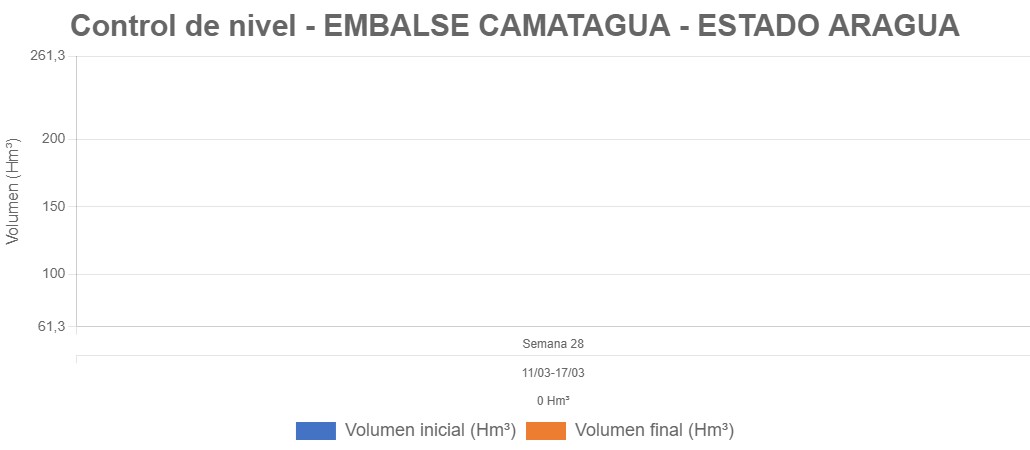 Control de nivel - EMBALSE CAMATAGUA - ESTADO ARAGUA
261,3
200
150
100
61,3
Volumen (Hm³)
Semana 28
11/03-17/03
0 Hm³
Volumen inicial (Hm³) Volumen final (Hm³)